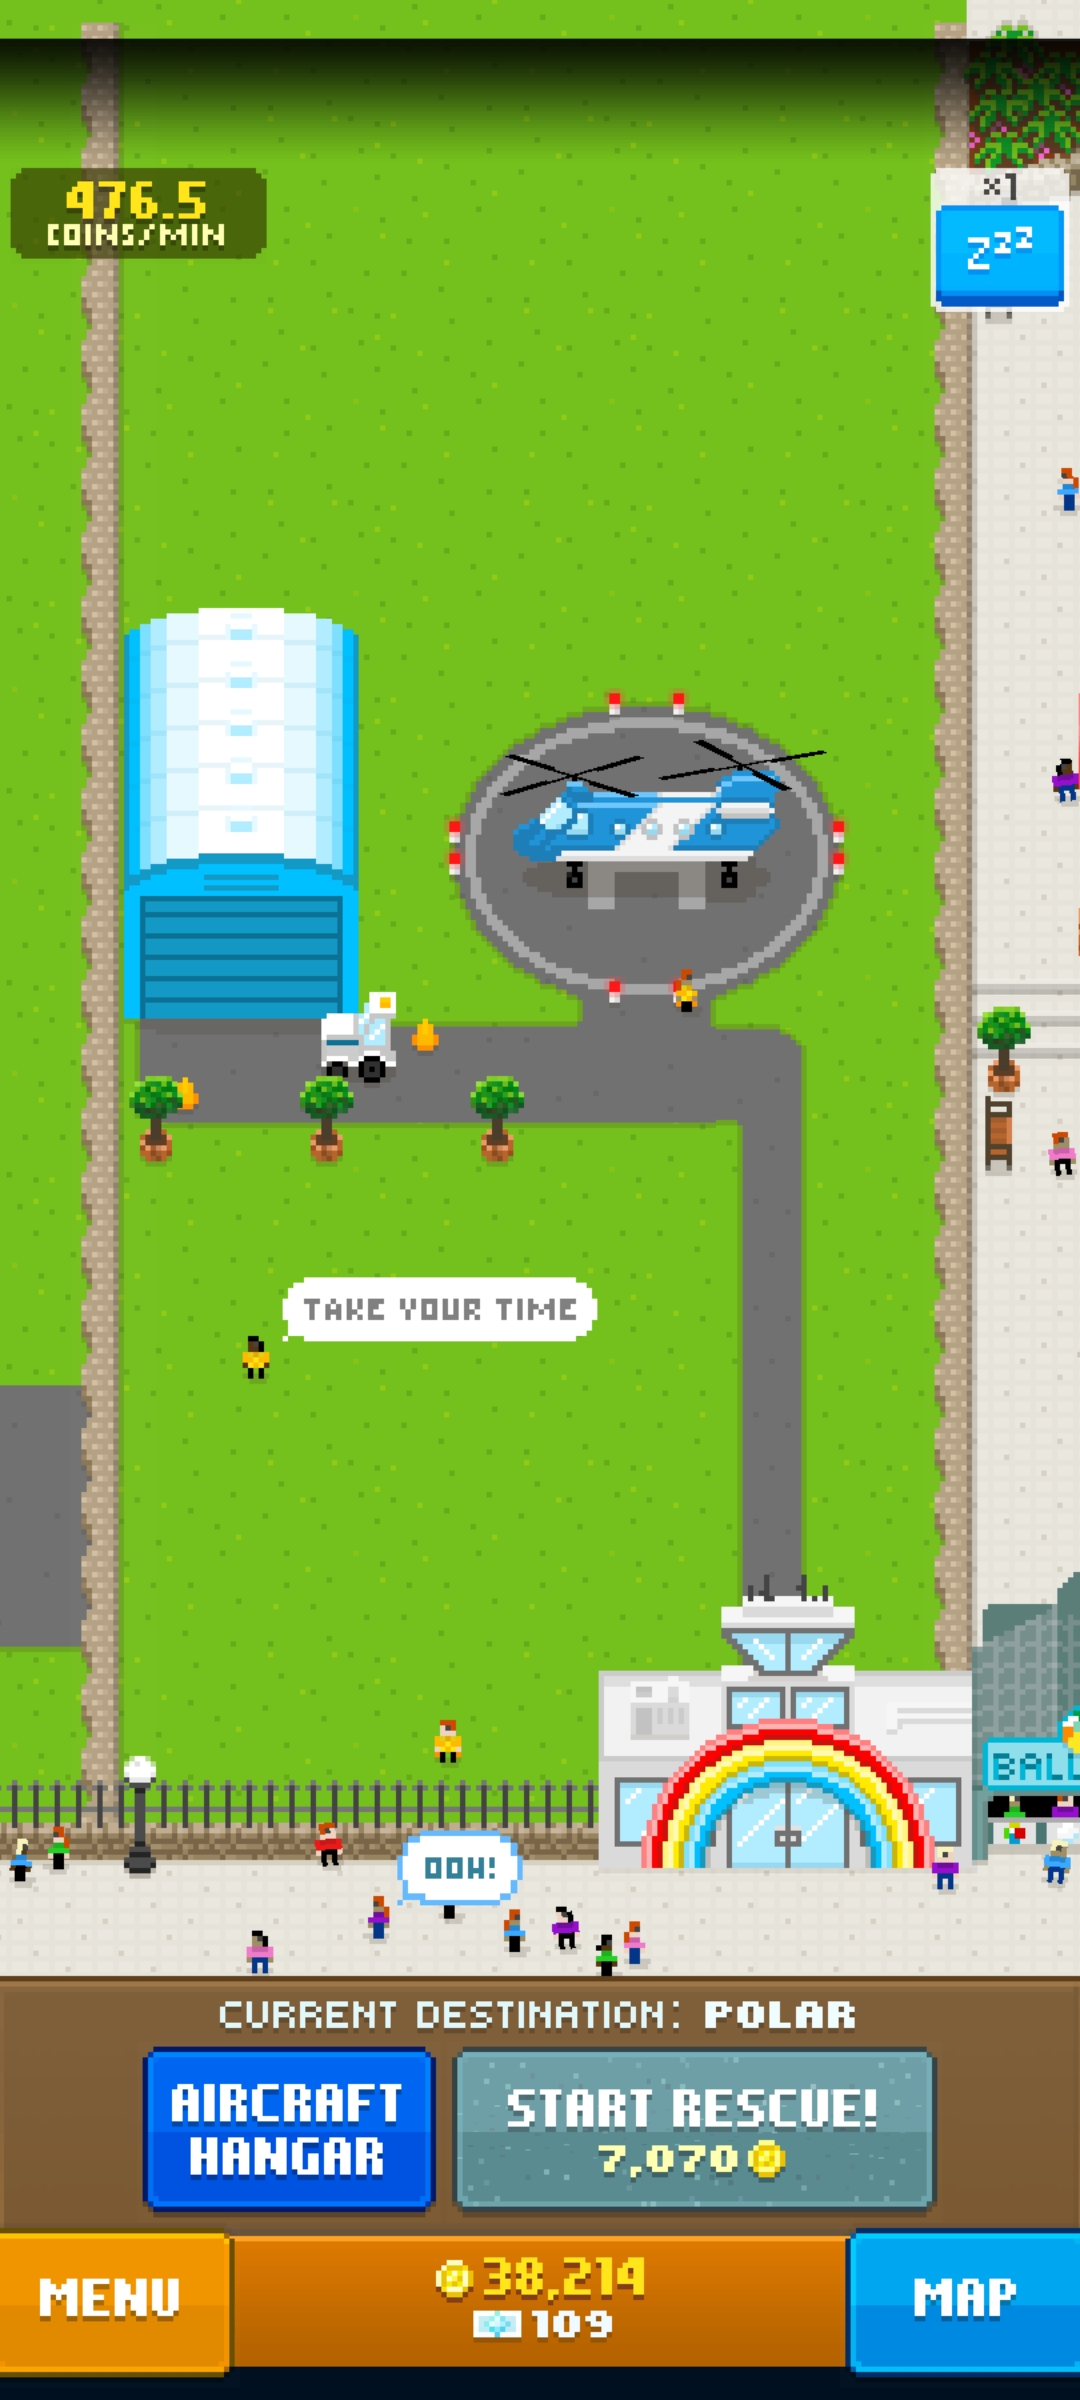 476.5
COINS/MIN
x1
zzz
TAKE YOUR TIME
BALL
OOH!
CURRENT DESTINATION: POLAR
AIRCRAFT
HANGAR
START RESCUE!
7,070
MENU
38,214
109
MAP